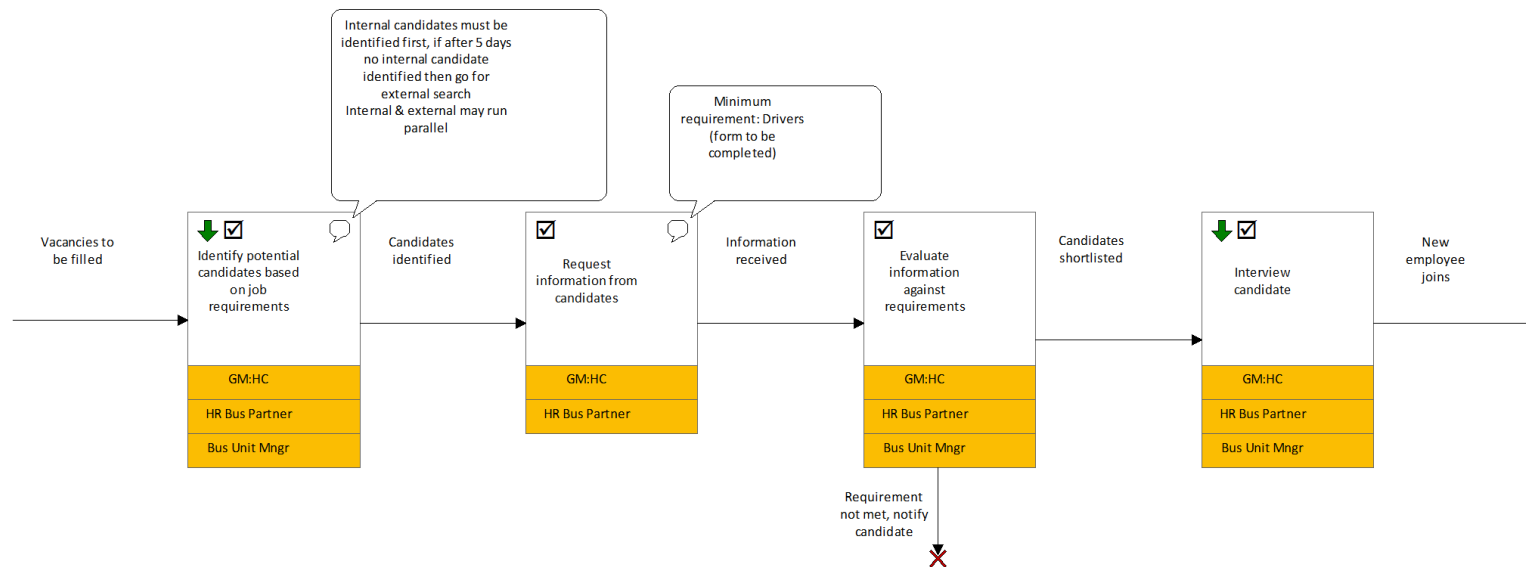 Internal candidates must be
identified first, if after 5 days
no internal candidate
identified then go for
external search
Internal & external may run
parallel
Minimum
requirement: Drivers
(form to be
completed)
Vacancies to
be filled
Identify potential
candidates based
on job
requirements
GM:HC
HR Bus Partner
Bus Unit Mngr
Candidates
identified
Request
information from
candidates
GM:HC
HR Bus Partner
Information
received
Evaluate
information
against
requirements
GM:HC
HR Bus Partner
Bus Unit Mngr
Requirement
not met, notify
candidate
Candidates
shortlisted
Interview
candidate
GM:HC
HR Bus Partner
Bus Unit Mngr
New
employee
joins